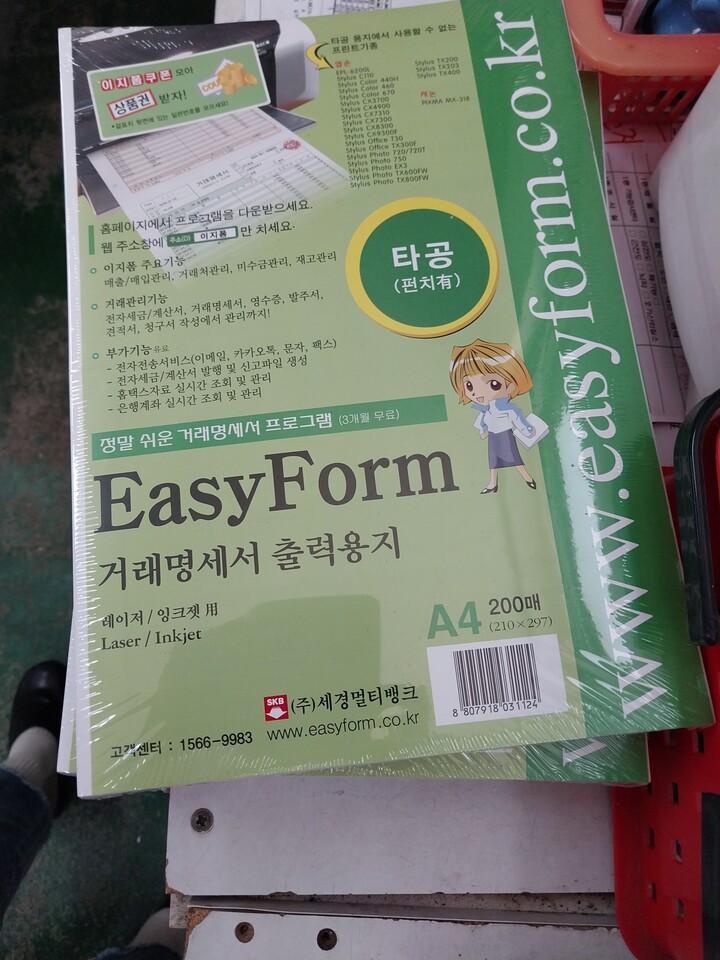 이지폼쿠폰 모아
상품권 받자!
COUPON
거래명세서
타공 용지에서 사용할 수 없는
프린트기종
엡손
EPL-6200L
Stylus C110
Stylus Color 440H
Stylus Color 460
Stylus Color 670
Stylus CX3700
Stylus CX4900
Stylus CX7310
Stylus CX7300
Stylus CX8300
Stylus CX9300F
Stylus Office T30
Stylus Office TX300F
Stylus Photo 720/720T
Stylus Photo 750
Stylus Photo EX3
Stylus Photo TX600FW
Stylus Photo TX800FW
Stylus TX200
Stylus TX203
Stylus TX400
캐논
PIXMA MX-318
홈페이지에서 프로그램을 다운받으세요.
웹 주소창에 주소(D) 이지폼 만 치세요.
이지폼 주요기능
매출/매입관리, 거래처관리, 미수금관리, 재고관리
거래관리기능
전자세금/계산서, 거래명세서, 영수증, 발주서,
견적서, 청구서 작성에서 관리까지!
부가기능 유료
- 전자전송서비스(이메일, 카카오톡, 문자, 팩스)
- 전자세금/계산서 발행 및 신고파일 생성
- 홈택스자료 실시간 조회 및 관리
- 은행계좌 실시간 조회 및 관리
타공
(펀치有)
정말 쉬운 거래명세서 프로그램 (3개월 무료)
EasyForm
거래명세서 출력용지
레이저 / 잉크젯 用
Laser / Inkjet
A4 200매
(210×297)
8 807918 031124
SKB (주)세경멀티뱅크
고객센터 : 1566-9983 www.easyform.co.kr
www.easyform.co.kr